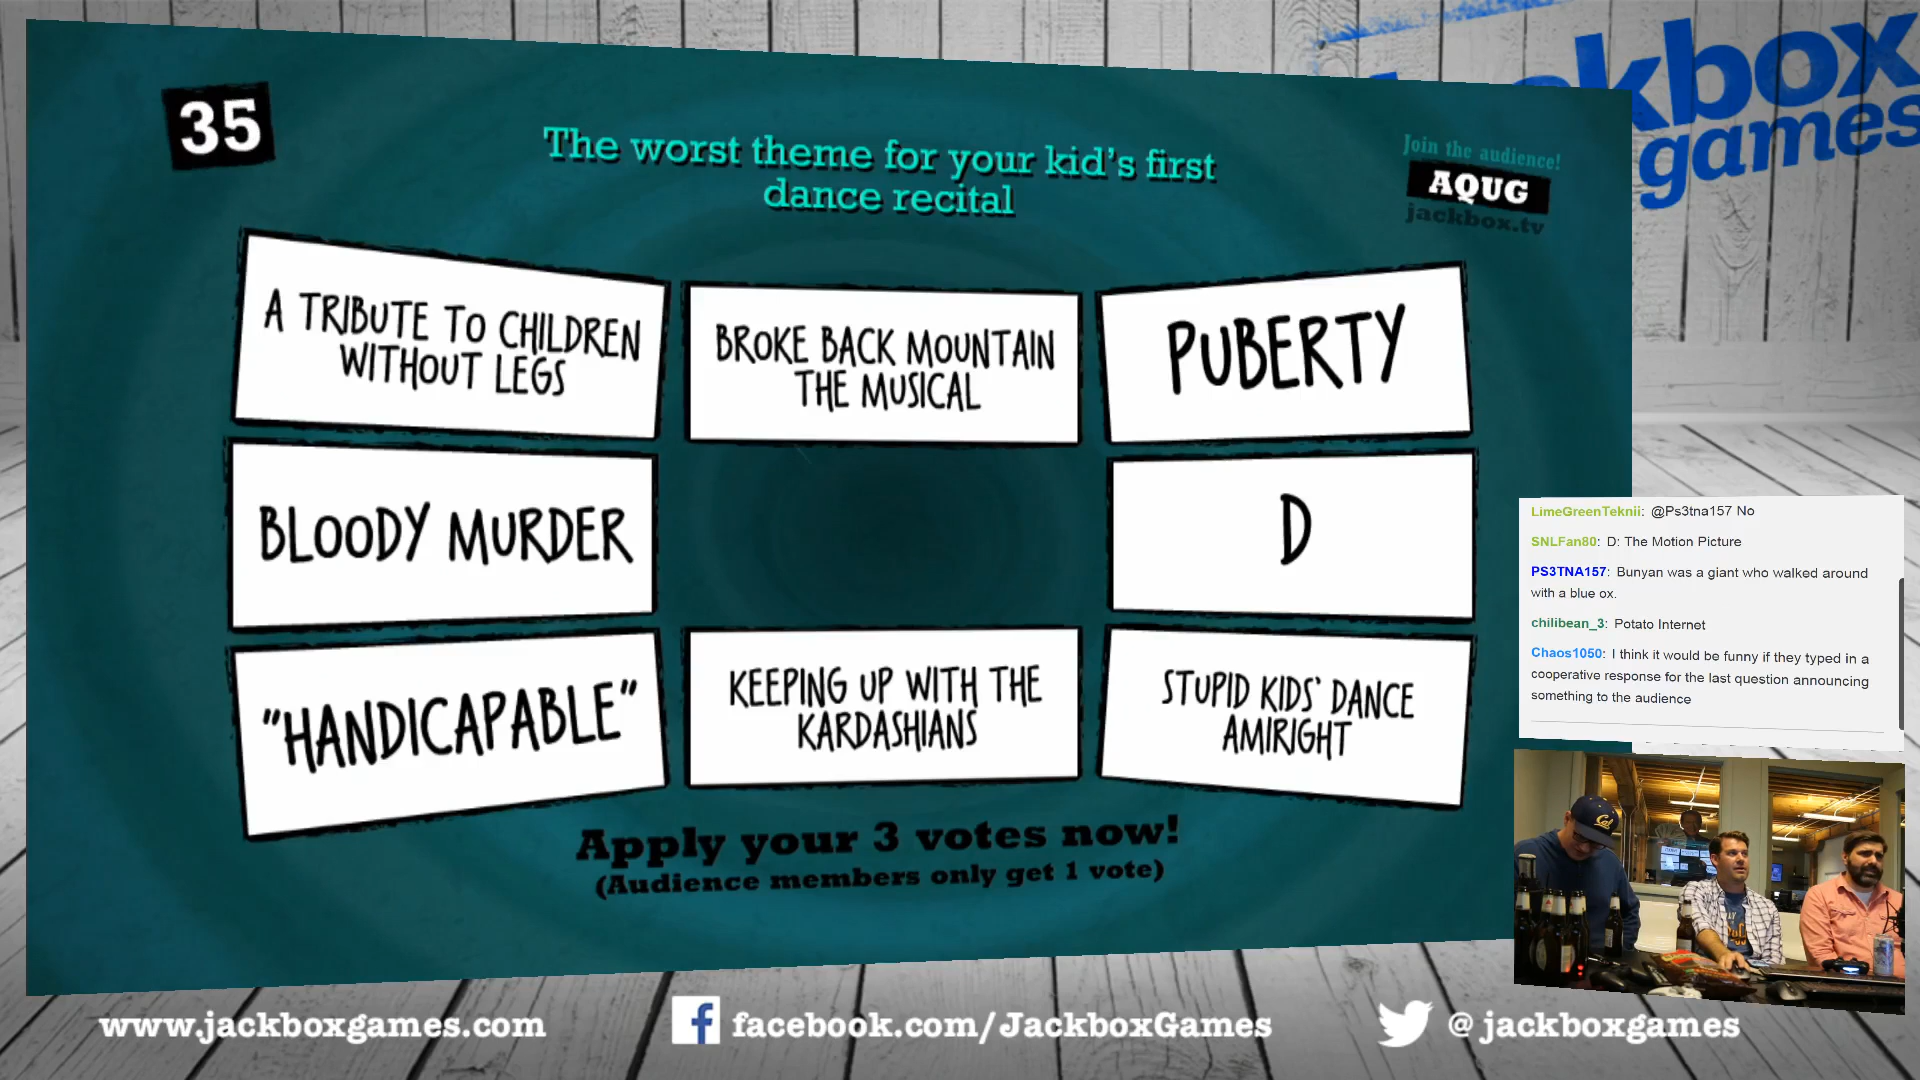 jackbox
games
35
The worst theme for your kid's first
dance recital
Join the audience!
AQUG
jackbox.tv
A TRIBUTE TO CHILDREN
WITHOUT LEGS
BROKE BACK MOUNTAIN
THE MUSICAL
PUBERTY
BLOODY MURDER
D
"HANDICAPABLE"
KEEPING UP WITH THE
KARDASHIANS
STUPID KIDS' DANCE
AMIRIGHT
Apply your 3 votes now!
(Audience members only get 1 vote)
LimeGreenTeknii: @Ps3tna157 No
SNLFan80: D: The Motion Picture
PS3TNA157: Bunyan was a giant who walked around
with a blue ox.
chilibean_3: Potato Internet
Chaos1050: I think it would be funny if they typed in a
cooperative response for the last question announcing
something to the audience
Cal
www.jackboxgames.com
facebook.com/JackboxGames
@jackboxgames